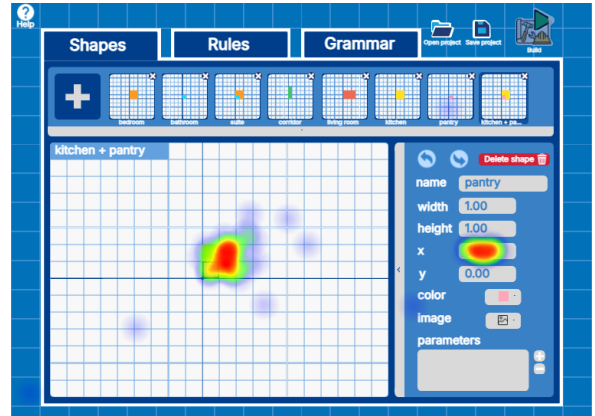 Help
Shapes
Rules
Grammar
Open project
Save project
Build
bedroom
bathroom
suite
corridor
living room
kitchen
pantry
kitchen + pa...
kitchen + pantry
Delete shape
name
pantry
width
1.00
height
1.00
x
y
0.00
color
image
parameters